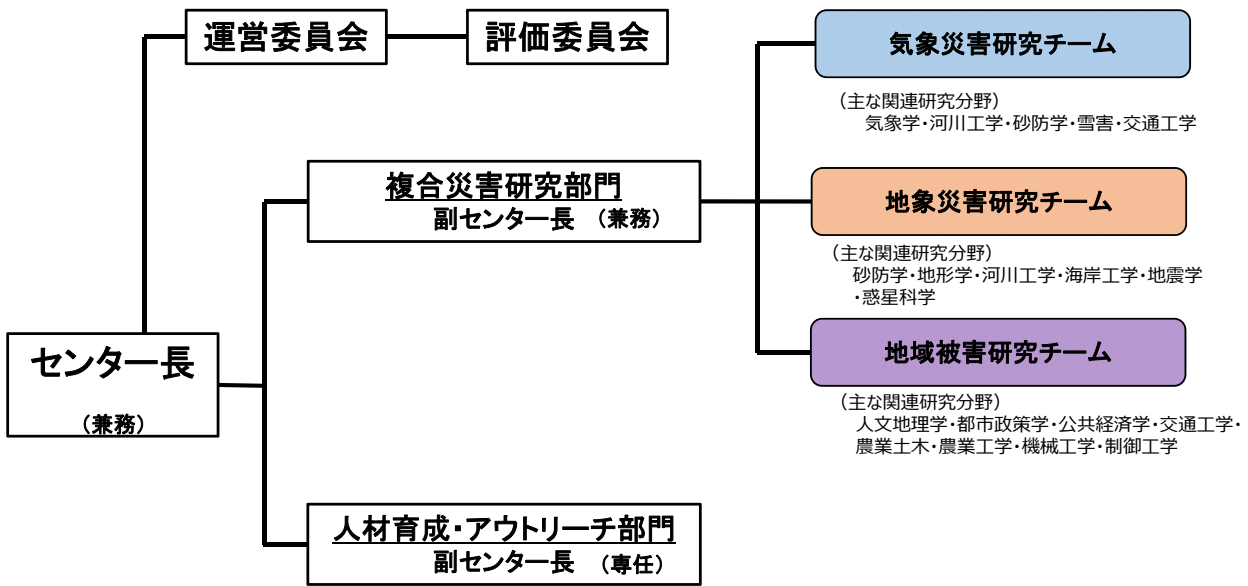 運営委員会
評価委員会
気象災害研究チーム
(主な関連研究分野)
気象学・河川工学・砂防学・雪害・交通工学
複合災害研究部門
副センター長 (兼務)
地象災害研究チーム
(主な関連研究分野)
砂防学・地形学・河川工学・海岸工学・地震学
・惑星科学
センター長
(兼務)
地域被害研究チーム
(主な関連研究分野)
人文地理学・都市政策学・公共経済学・交通工学・
農業土木・農業工学・機械工学・制御工学
人材育成・アウトリーチ部門
副センター長 (専任)